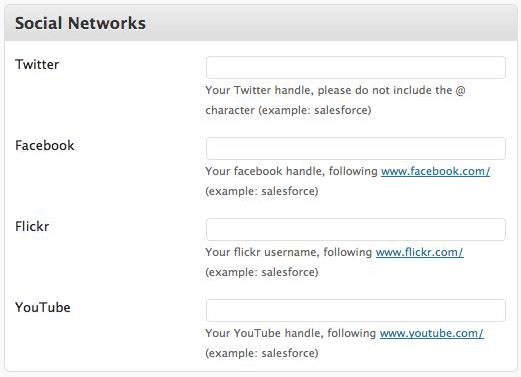 Social Networks
Twitter
Your Twitter handle, please do not include the @
character (example: salesforce)
Facebook
Your facebook handle, following www.facebook.com/
(example: salesforce)
Flickr
Your flickr username, following www.flickr.com/
(example: salesforce)
YouTube
Your YouTube handle, following www.youtube.com/
(example: salesforce)